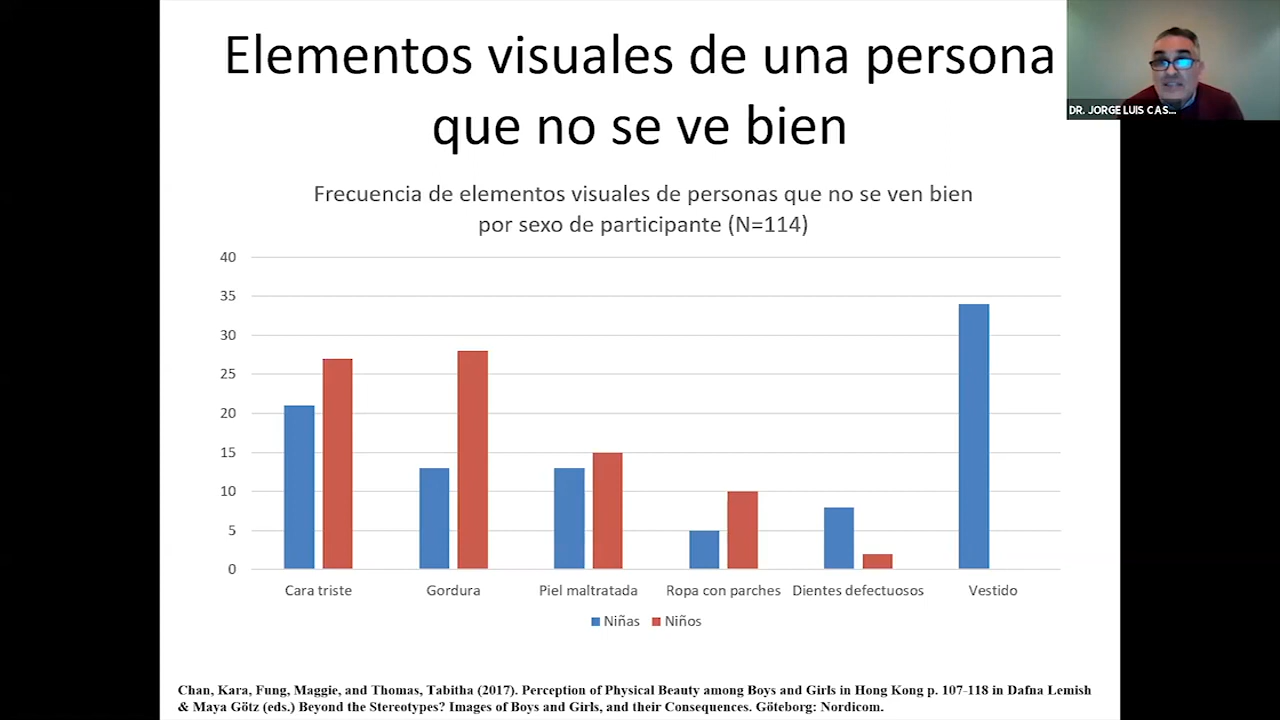 Elementos visuales de una persona
que no se ve bien
DR. JORGE LUIS CAS...
Frecuencia de elementos visuales de personas que no se ven bien
por sexo de participante (N=114)
40
35
30
25
20
15
10
5
0
Cara triste Gordura Piel maltratada Ropa con parches Dientes defectuosos Vestido
Niñas Niños
Chan, Kara, Fung, Maggie, and Thomas, Tabitha (2017). Perception of Physical Beauty among Boys and Girls in Hong Kong p. 107-118 in Dafna Lemish
& Maya Götz (eds.) Beyond the Stereotypes? Images of Boys and Girls, and their Consequences. Göteborg: Nordicom.